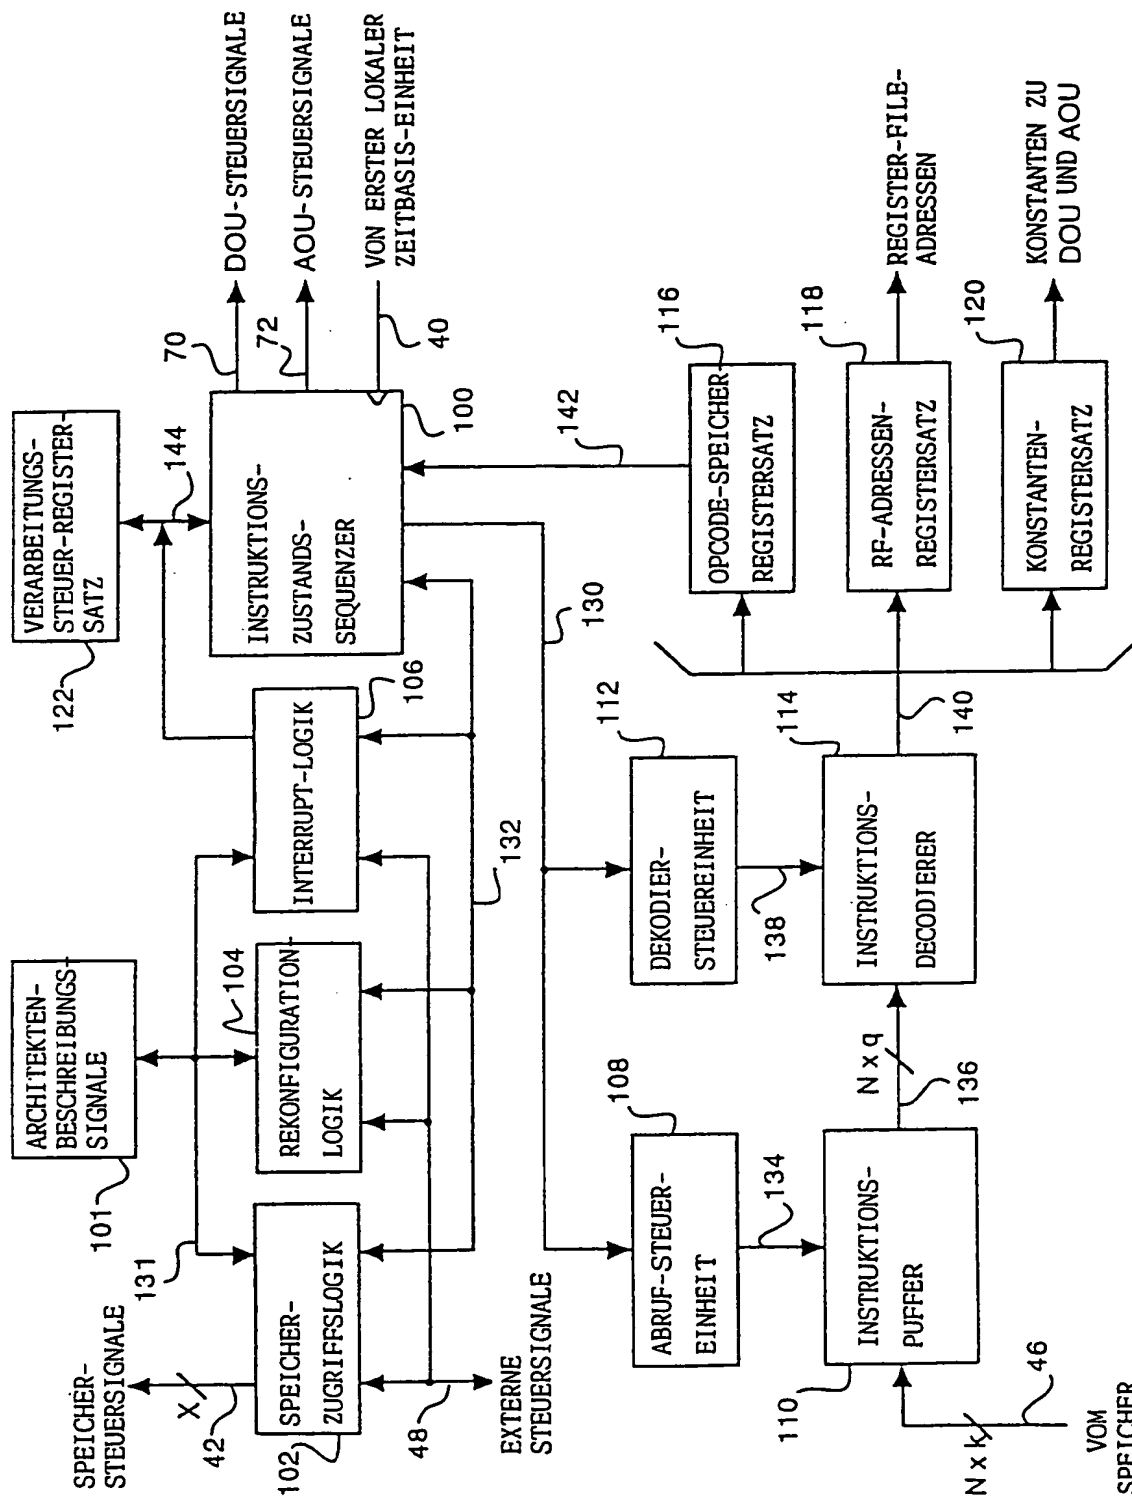 SPEICHER-
STEUERSIGNALE
X
42
131
101
ARCHITEKTEN-
BESCHREIBUNGS-
SIGNALE
102
SPEICHER-
ZUGRIFFSLOGIK
48
EXTERNE
STEUERSIGNALE
104
REKONFIGURATION-
LOGIK
INTERRUPT-LOGIK
106
132
122
VERARBEITUNGS-
STEUER-REGISTER-
SATZ
144
INSTRUKTIONS-
ZUSTANDS-
SEQUENZER
100
70
DOU-STEUERSIGNALE
72
AOU-STEUERSIGNALE
40
VON ERSTER LOKALER
ZEITBASIS-EINHEIT
130
142
108
ABRUF-STEUER-
EINHEIT
134
112
DEKODIER-
STEUEREINHEIT
138
110
INSTRUKTIONS-
PUFFER
N x k
46
VOM
SPEICHER
N x q
136
114
INSTRUKTIONS-
DECODIERER
140
116
OPCODE-SPEICHER-
REGISTERSATZ
118
RF-ADRESSEN-
REGISTERSATZ
REGISTER-FILE-
ADRESSEN
120
KONSTANTEN-
REGISTERSATZ
KONSTANTEN ZU
DOU UND AOU